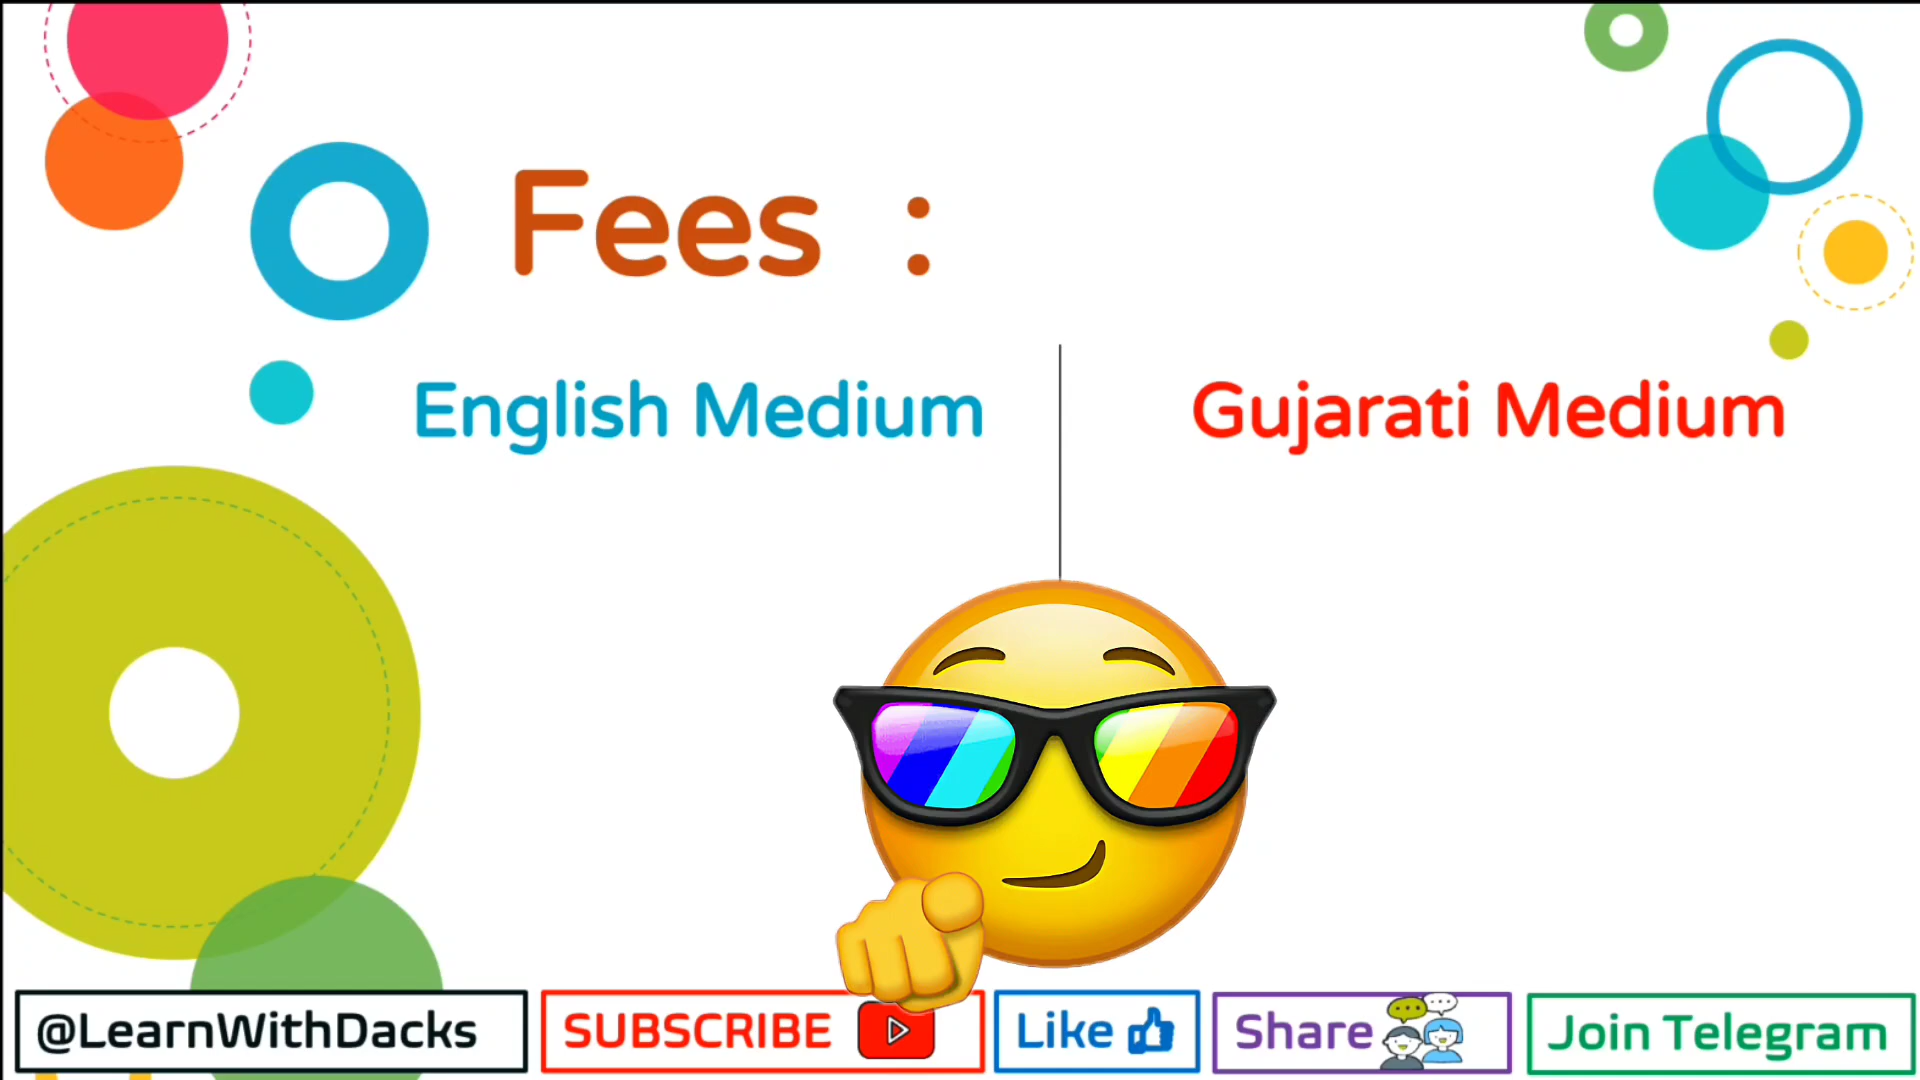 Fees :
English Medium
Gujarati Medium
@LearnWithDacks
SUBSCRIBE
Like
Share
Join Telegram